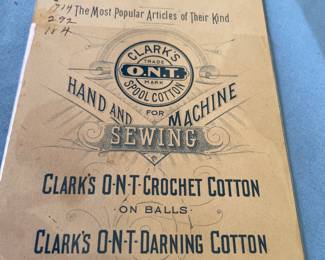 1714 The Most Popular Articles of Their Kind
2.92
CLARK'S
TRADE
O.N.T.
MARK
SPOOL COTTON
HAND AND FOR MACHINE
SEWING
CLARK'S O-N-T-CROCHET COTTON
·ON BALLS·
CLARK'S O-N-T-DARNING COTTON